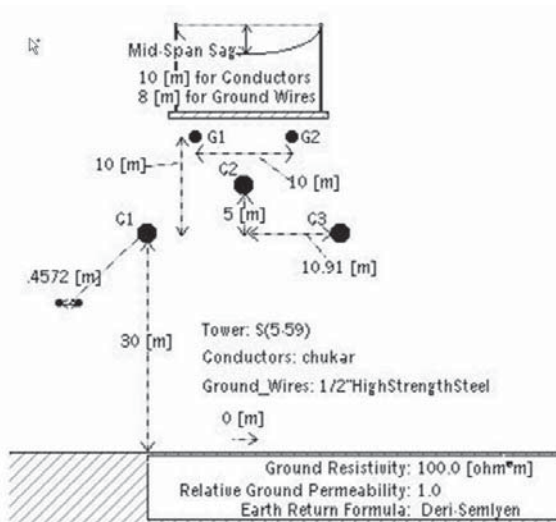 Mid-Span Sag
10 [m] for Conductors
8 [m] for Ground Wires
G1
G2
10 [m]
10 [m]
C2
5 [m]
C1
C3
10.91 [m]
.4572 [m]
30 [m]
Tower: S(5-59)
Conductors: chukar
Ground_Wires: 1/2"HighStrengthSteel
0 [m]
Ground Resistivity: 100.0 [ohm*m]
Relative Ground Permeability: 1.0
Earth Return Formula: Deri-Semlyen